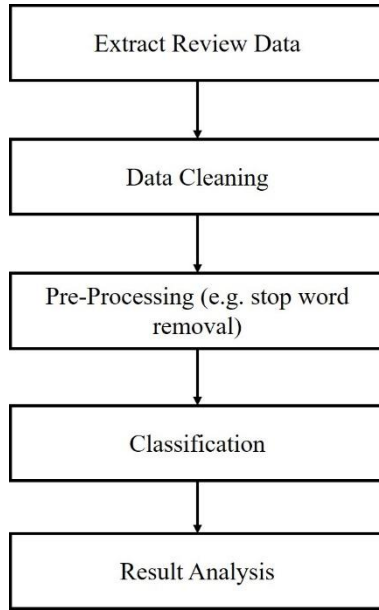 Extract Review Data
Data Cleaning
Pre-Processing (e.g. stop word
removal)
Classification
Result Analysis